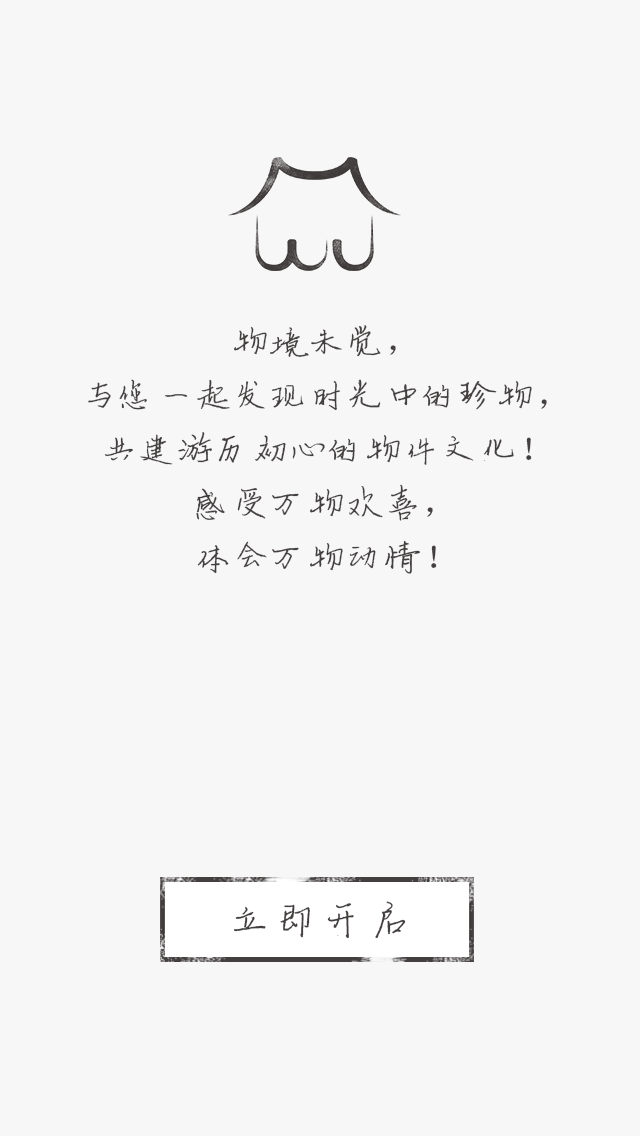 物境未觉，
与您一起发现时光中的珍物，
共建游历初心的物件文化！
感受万物欢喜，
体会万物动情！
立即开启